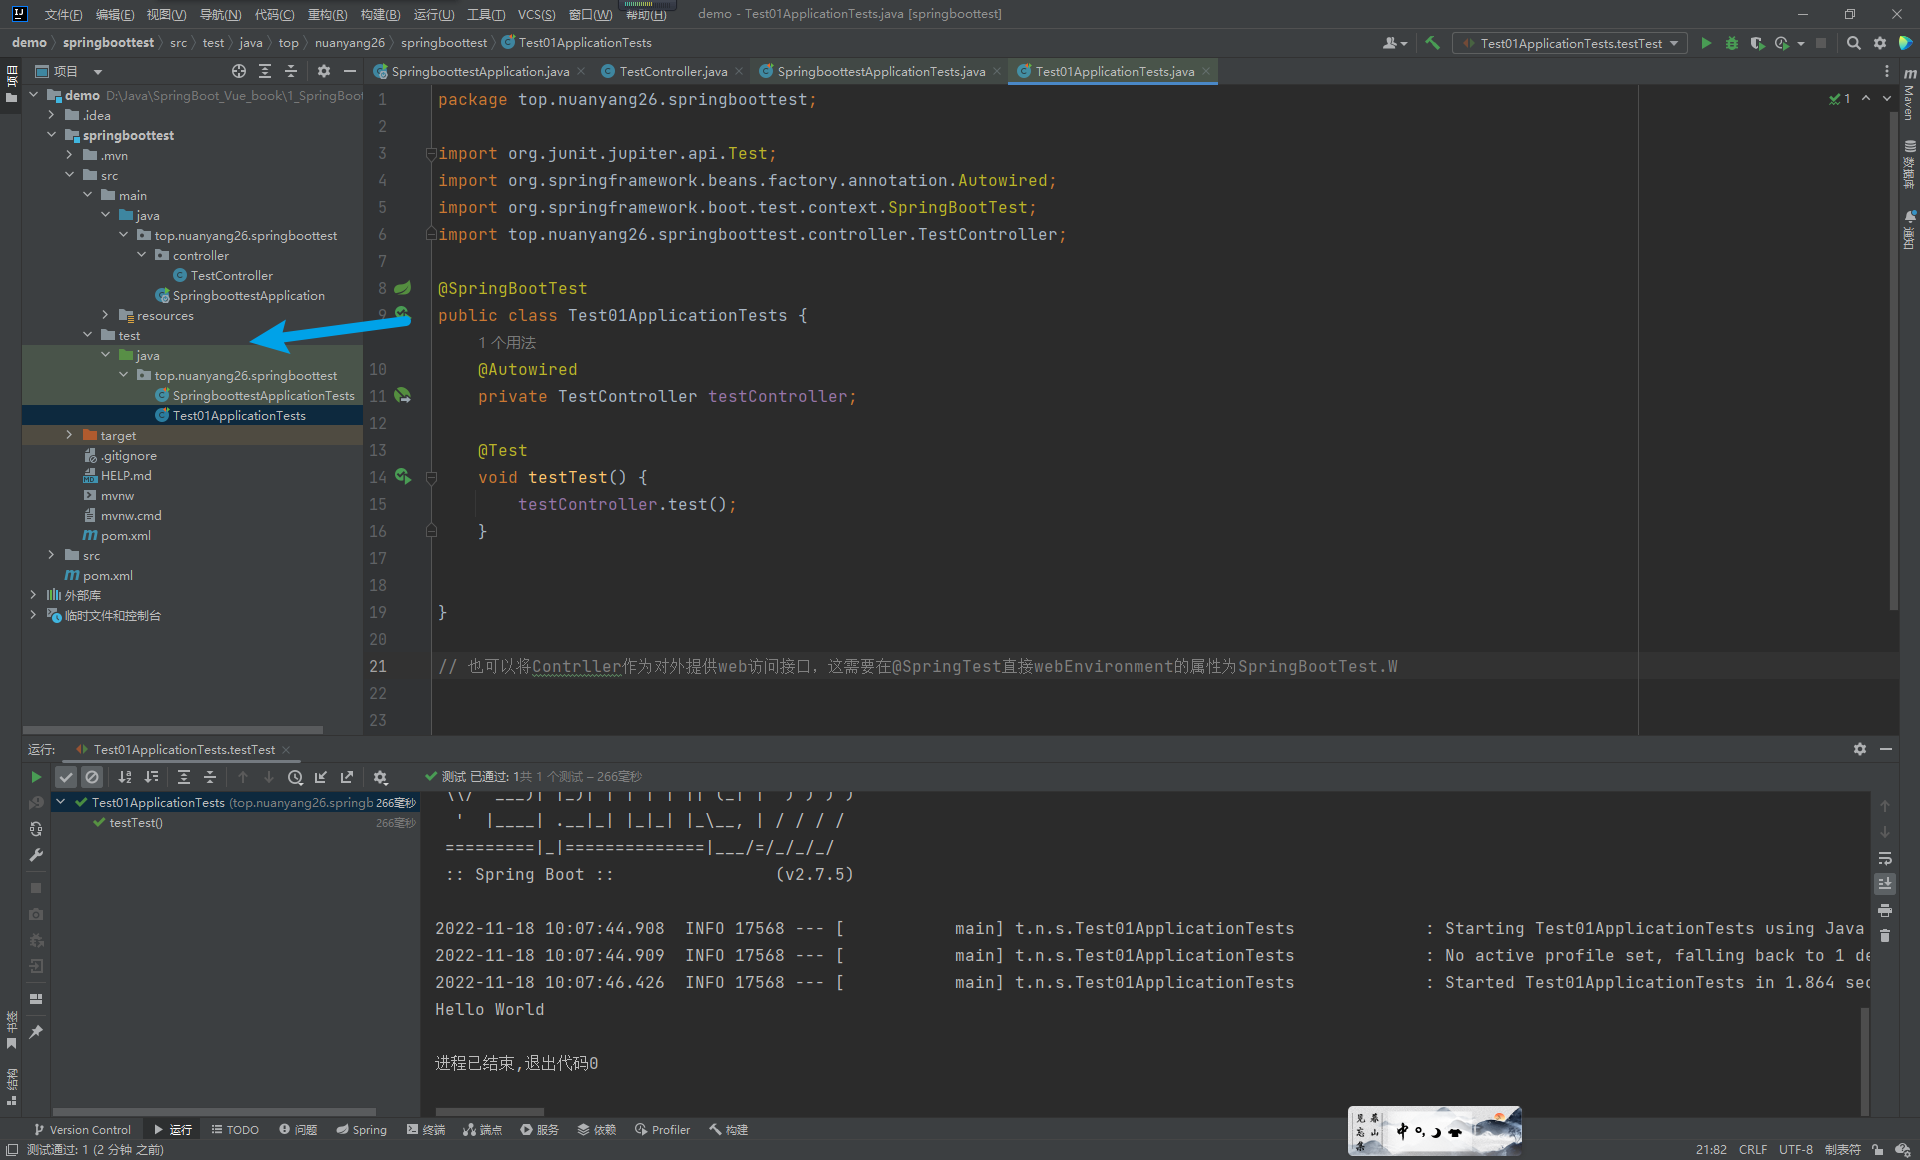 文件(F) 编辑(E) 视图(V) 导航(N) 代码(C) 重构(R) 构建(B) 运行(U) 工具(T) VCS(S) 窗口(W) 帮助(H) demo - Test01ApplicationTests.java [springboottest]
demo springboottest src test java top nuanyang26 springboottest Test01ApplicationTests
Test01ApplicationTests.testTest
项目
SpringboottestApplication.java TestController.java SpringboottestApplicationTests.java Test01ApplicationTests.java
项目
demo D:\Java\SpringBoot_Vue_book\1_SpringBoot
.idea
springboottest
.mvn
src
main
java
top.nuanyang26.springboottest
controller
TestController
SpringboottestApplication
resources
test
java
top.nuanyang26.springboottest
SpringboottestApplicationTests
Test01ApplicationTests
target
.gitignore
HELP.md
mvnw
mvnw.cmd
pom.xml
src
pom.xml
外部库
临时文件和控制台
1 package top.nuanyang26.springboottest;
2
3 import org.junit.jupiter.api.Test;
4 import org.springframework.beans.factory.annotation.Autowired;
5 import org.springframework.boot.test.context.SpringBootTest;
6 import top.nuanyang26.springboottest.controller.TestController;
7
8 @SpringBootTest
9 public class Test01ApplicationTests {
1 个用法
10 @Autowired
11 private TestController testController;
12
13 @Test
14 void testTest() {
15 testController.test();
16 }
17
18
19 }
20
21 // 也可以将Contrller作为对外提供web访问接口，这需要在@SpringTest直接webEnvironment的属性为SpringBootTest.W
22
23
1
Maven
数据库
通知
运行: Test01ApplicationTests.testTest
测试 已通过: 1共 1 个测试 – 266毫秒
Test01ApplicationTests (top.nuanyang26.springb 266毫秒
testTest() 266毫秒
\\/  ___)| |_)| | | | | || (_| |  ) ) ) )
'  |____| .__|_| |_|_| |_\__, | / / / /
=========|_|==============|___/=/_/_/_/
:: Spring Boot ::                (v2.7.5)
2022-11-18 10:07:44.908  INFO 17568 --- [           main] t.n.s.Test01ApplicationTests             : Starting Test01ApplicationTests using Java
2022-11-18 10:07:44.909  INFO 17568 --- [           main] t.n.s.Test01ApplicationTests             : No active profile set, falling back to 1 de
2022-11-18 10:07:46.426  INFO 17568 --- [           main] t.n.s.Test01ApplicationTests             : Started Test01ApplicationTests in 1.864 sec
Hello World
进程已结束,退出代码0
书签
结构
Version Control 运行 TODO 问题 Spring 终端 端点 服务 依赖 Profiler 构建
中
测试通过: 1 (2 分钟 之前)
21:82 CRLF UTF-8 制表符